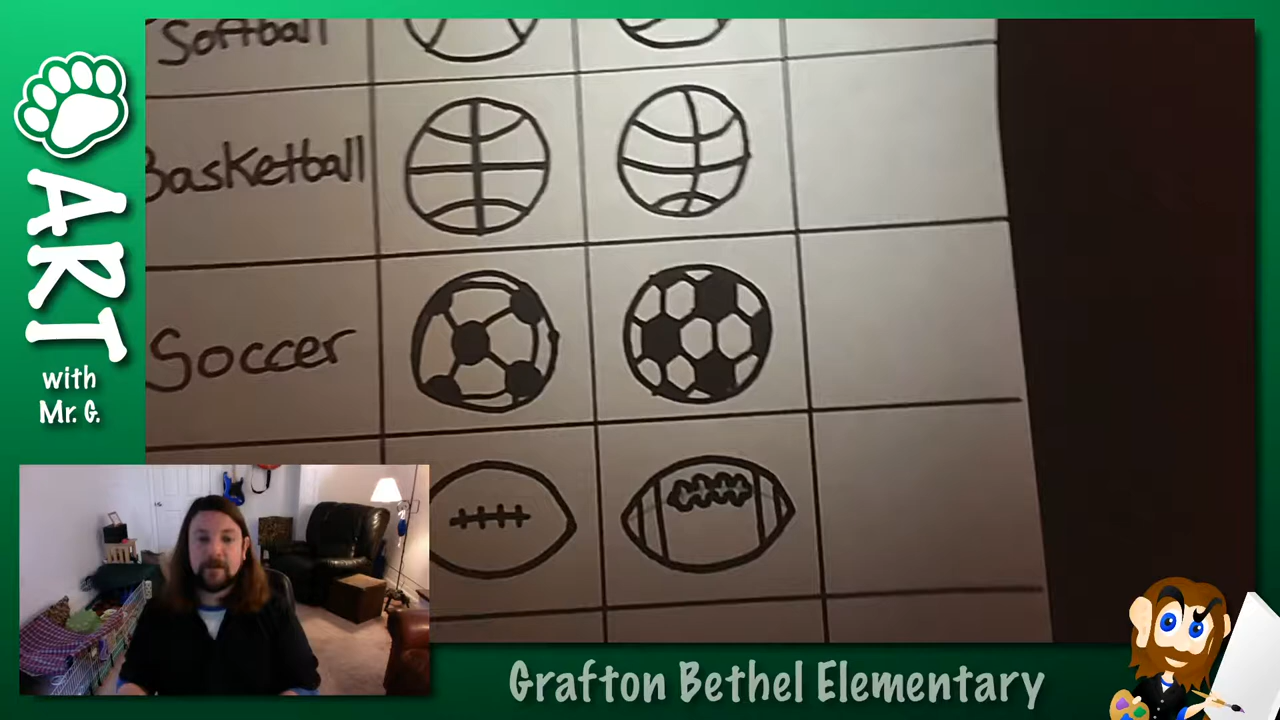 Softball
Basketball
Soccer
ART
with
Mr. G.
Grafton Bethel Elementary